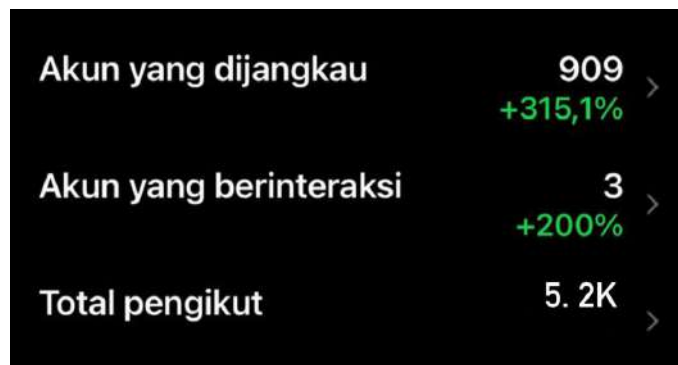 Akun yang dijangkau 909
+315,1%
Akun yang berinteraksi 3
+200%
Total pengikut 5. 2K